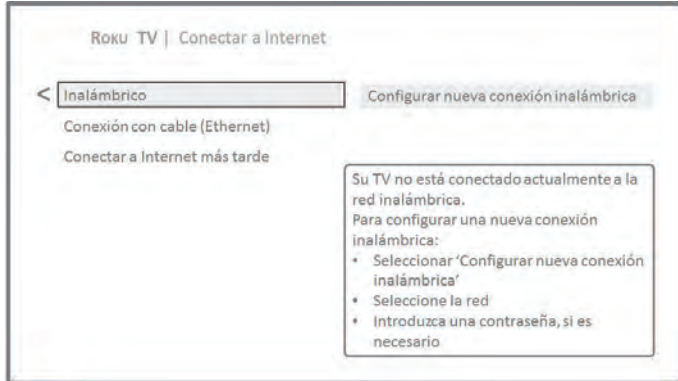 ROKU TV | Conectar a Internet
< Inalámbrico
Configurar nueva conexión inalámbrica
Conexión con cable (Ethernet)
Conectar a Internet más tarde
Su TV no está conectado actualmente a la
red inalámbrica.
Para configurar una nueva conexión
inalámbrica:
• Seleccionar ‘Configurar nueva conexión
inalámbrica’
• Seleccione la red
• Introduzca una contraseña, si es
necesario